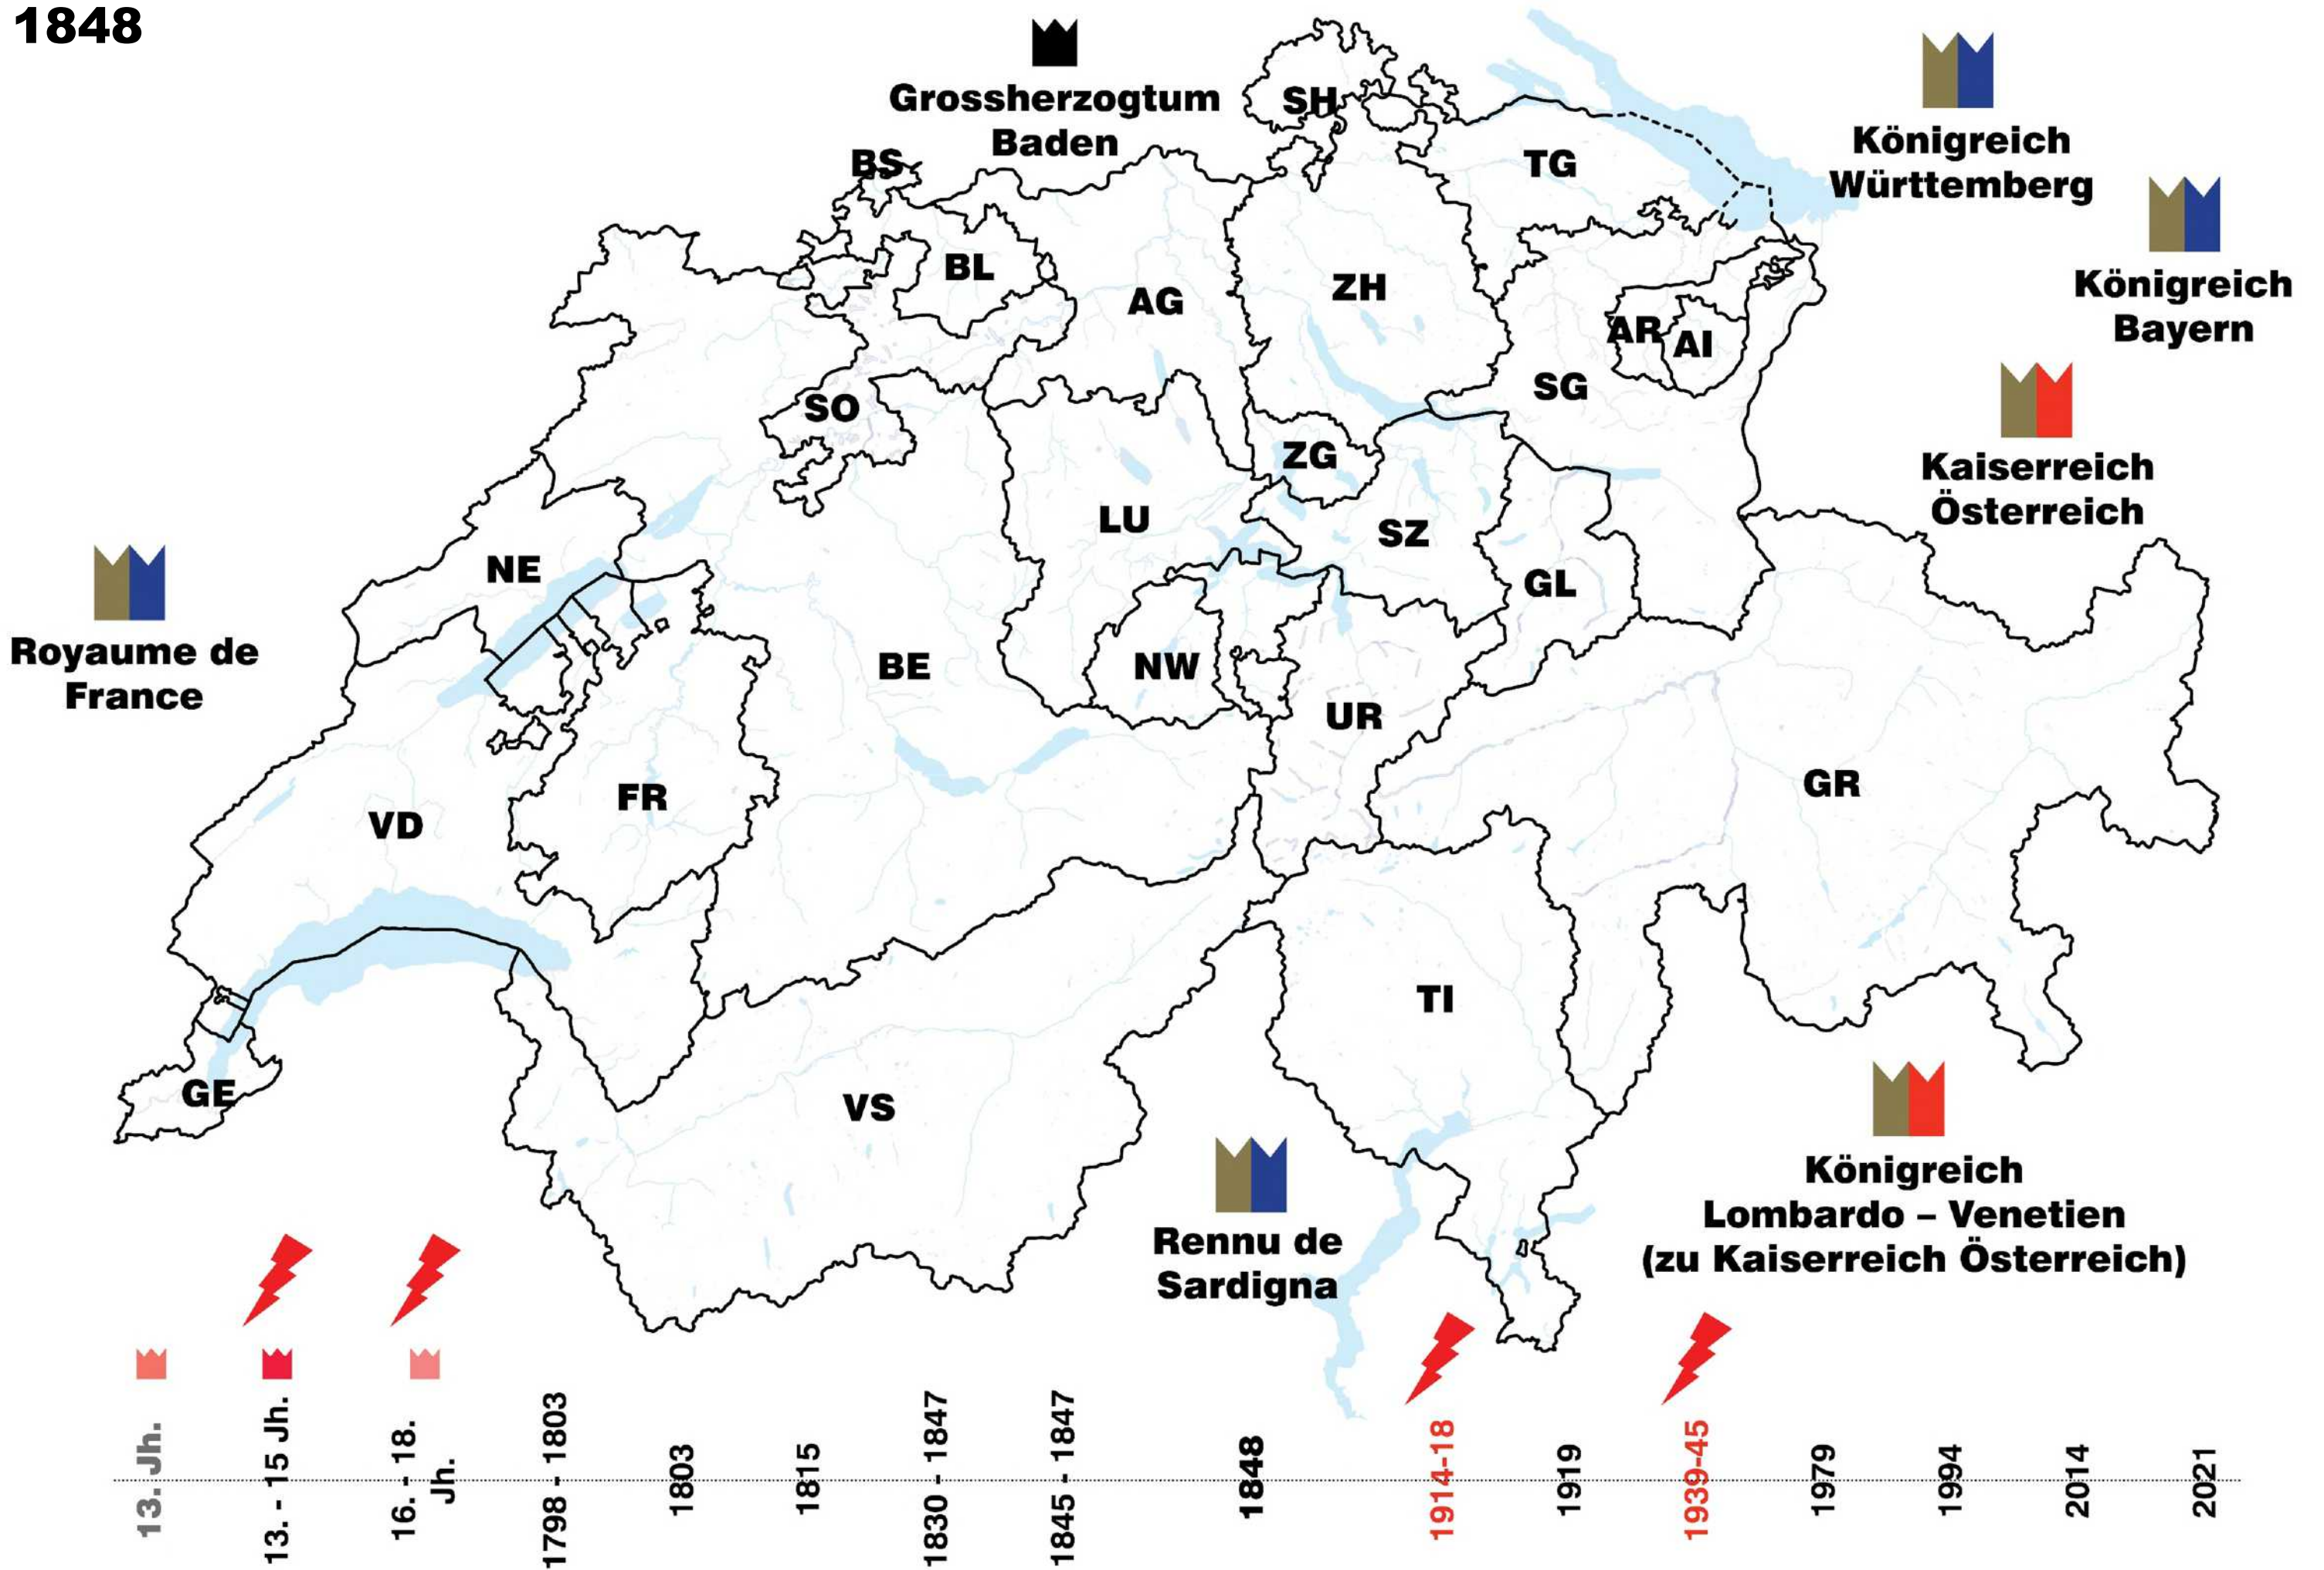 1848
Grossherzogtum
Baden
Königreich
Württemberg
Königreich
Bayern
Kaiserreich
Österreich
Royaume de
France
Rennu de
Sardigna
Königreich
Lombardo – Venetien
(zu Kaiserreich Österreich)
SH
BS
TG
BL
AG
ZH
AR
AI
SO
SG
ZG
LU
SZ
NE
GL
BE
NW
UR
FR
VD
GR
TI
GE
VS
13. Jh.
13. - 15 Jh.
16. - 18.
Jh.
1798 - 1803
1803
1815
1830 - 1847
1845 - 1847
1848
1914-18
1919
1939-45
1979
1994
2014
2021